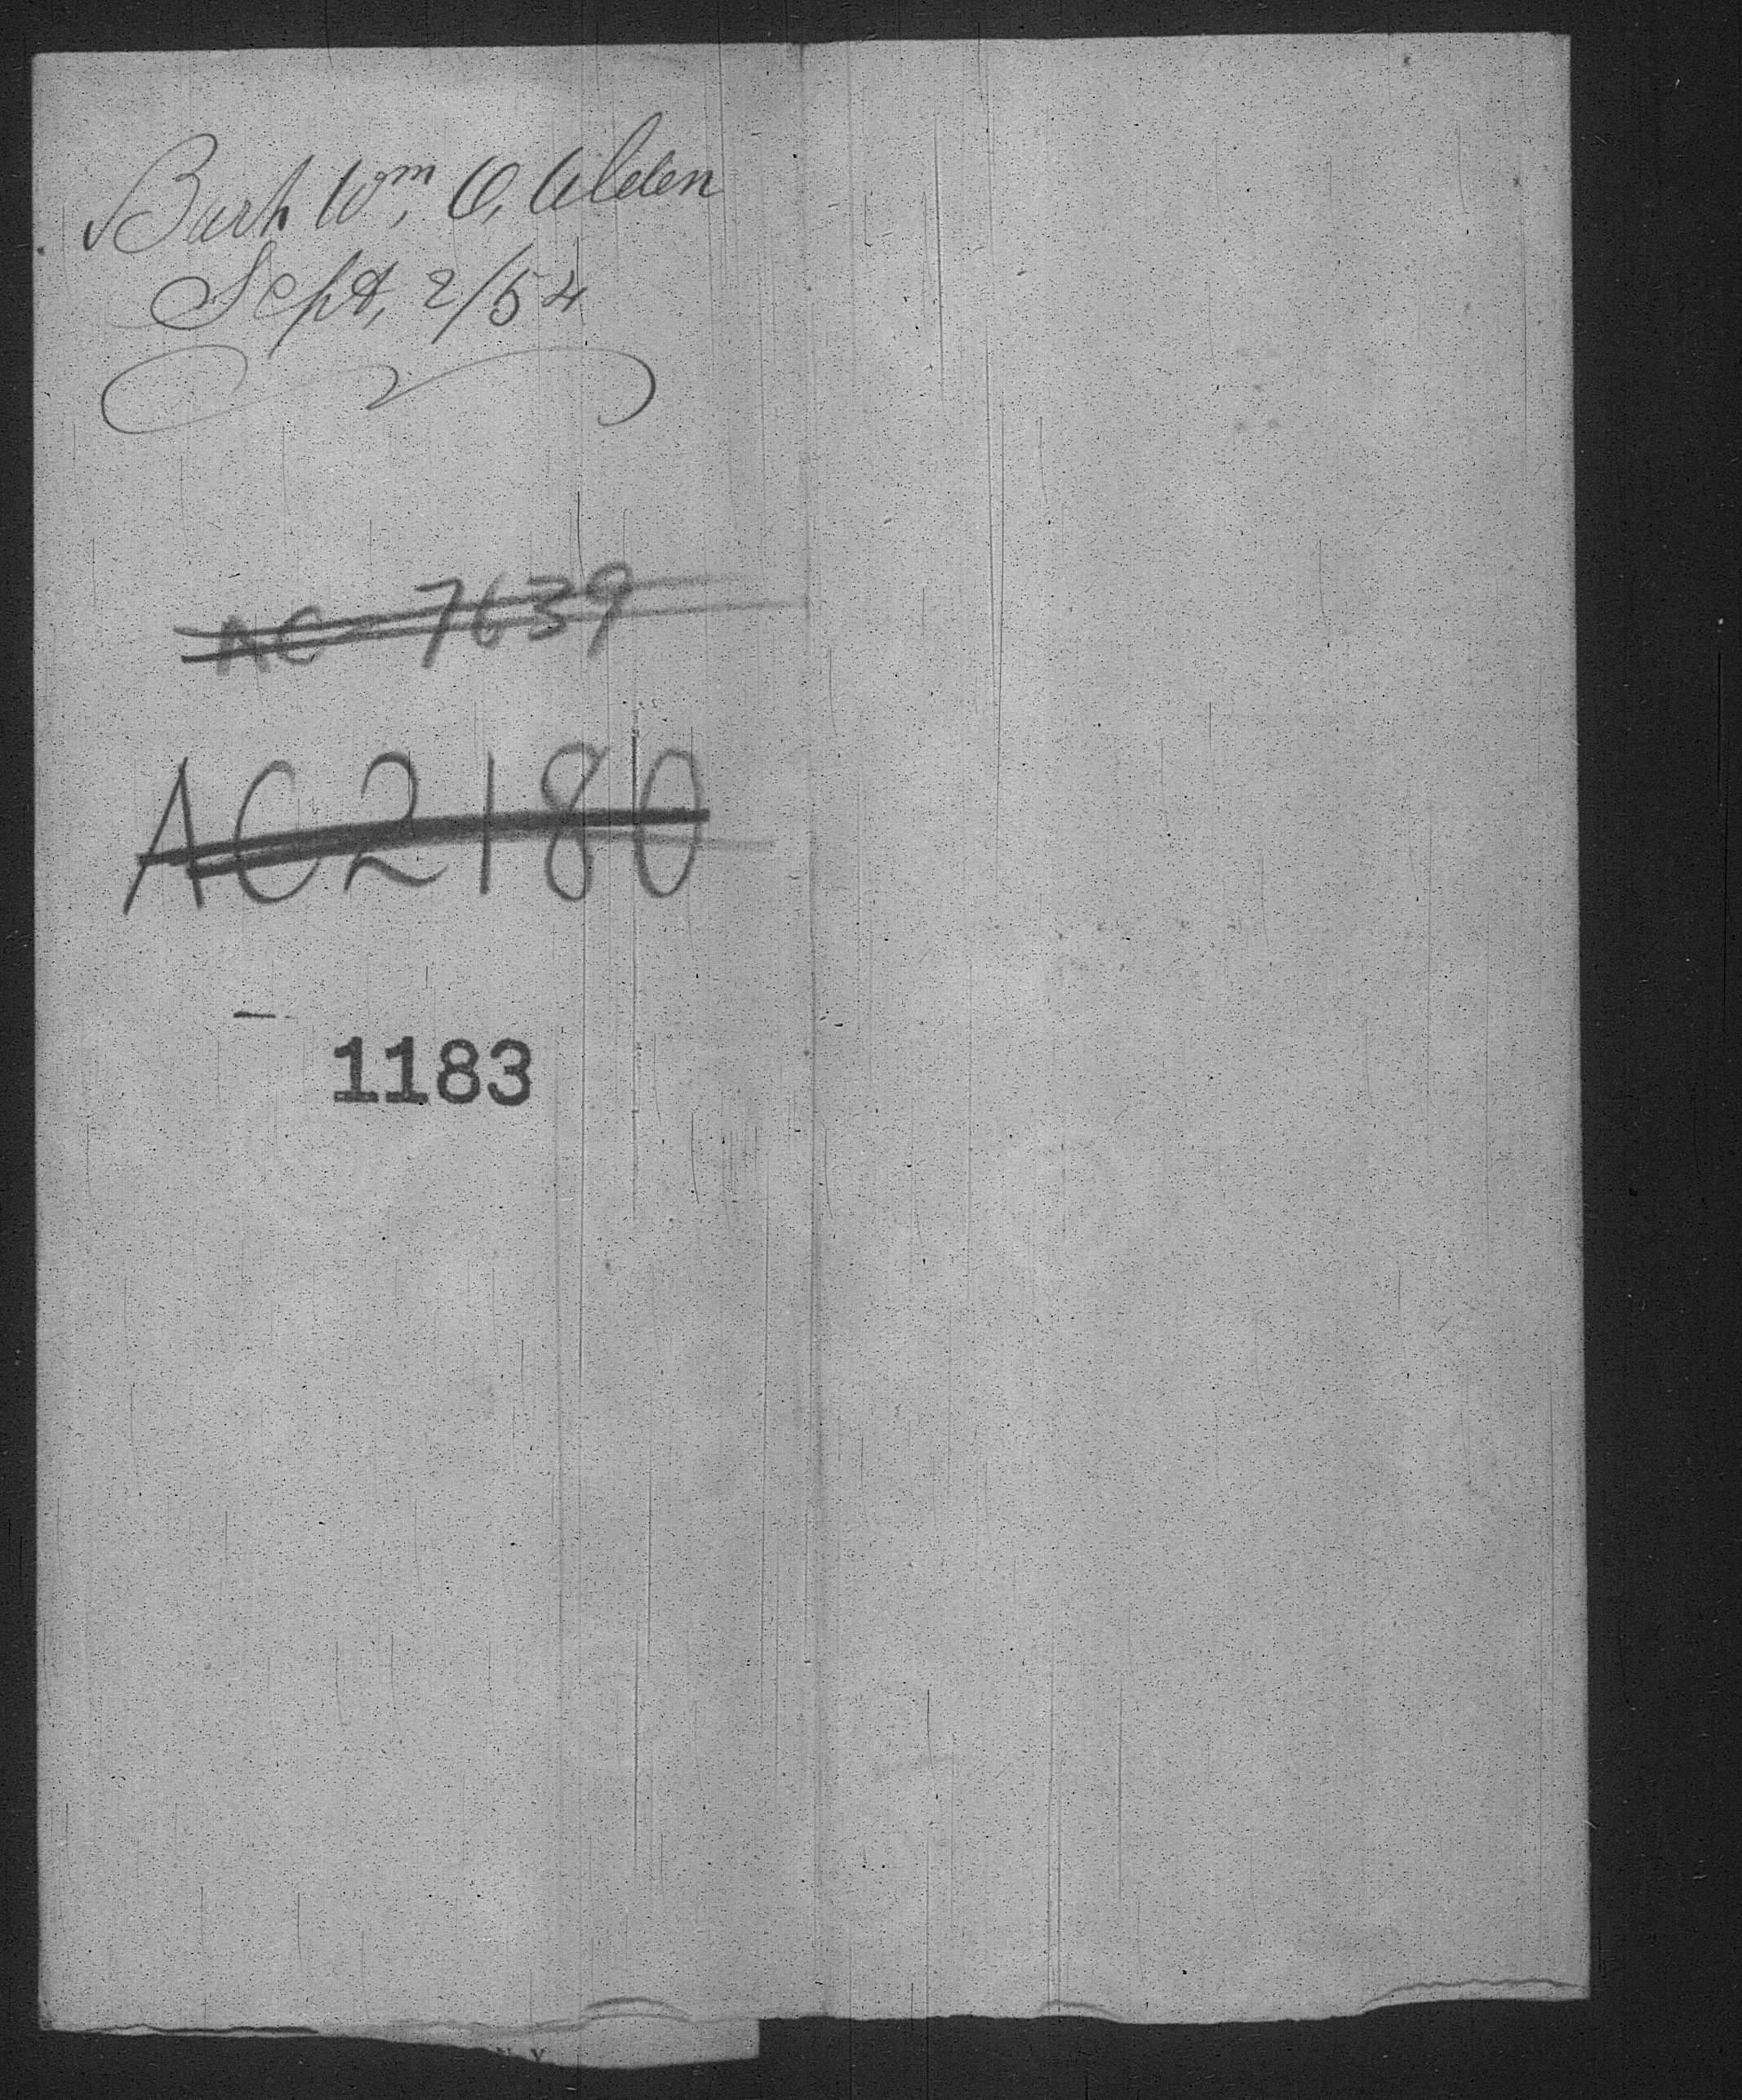 Bark Wm. O. Alden
Sept, 2/54
AC 7639
AC2180
1183
N. Y.